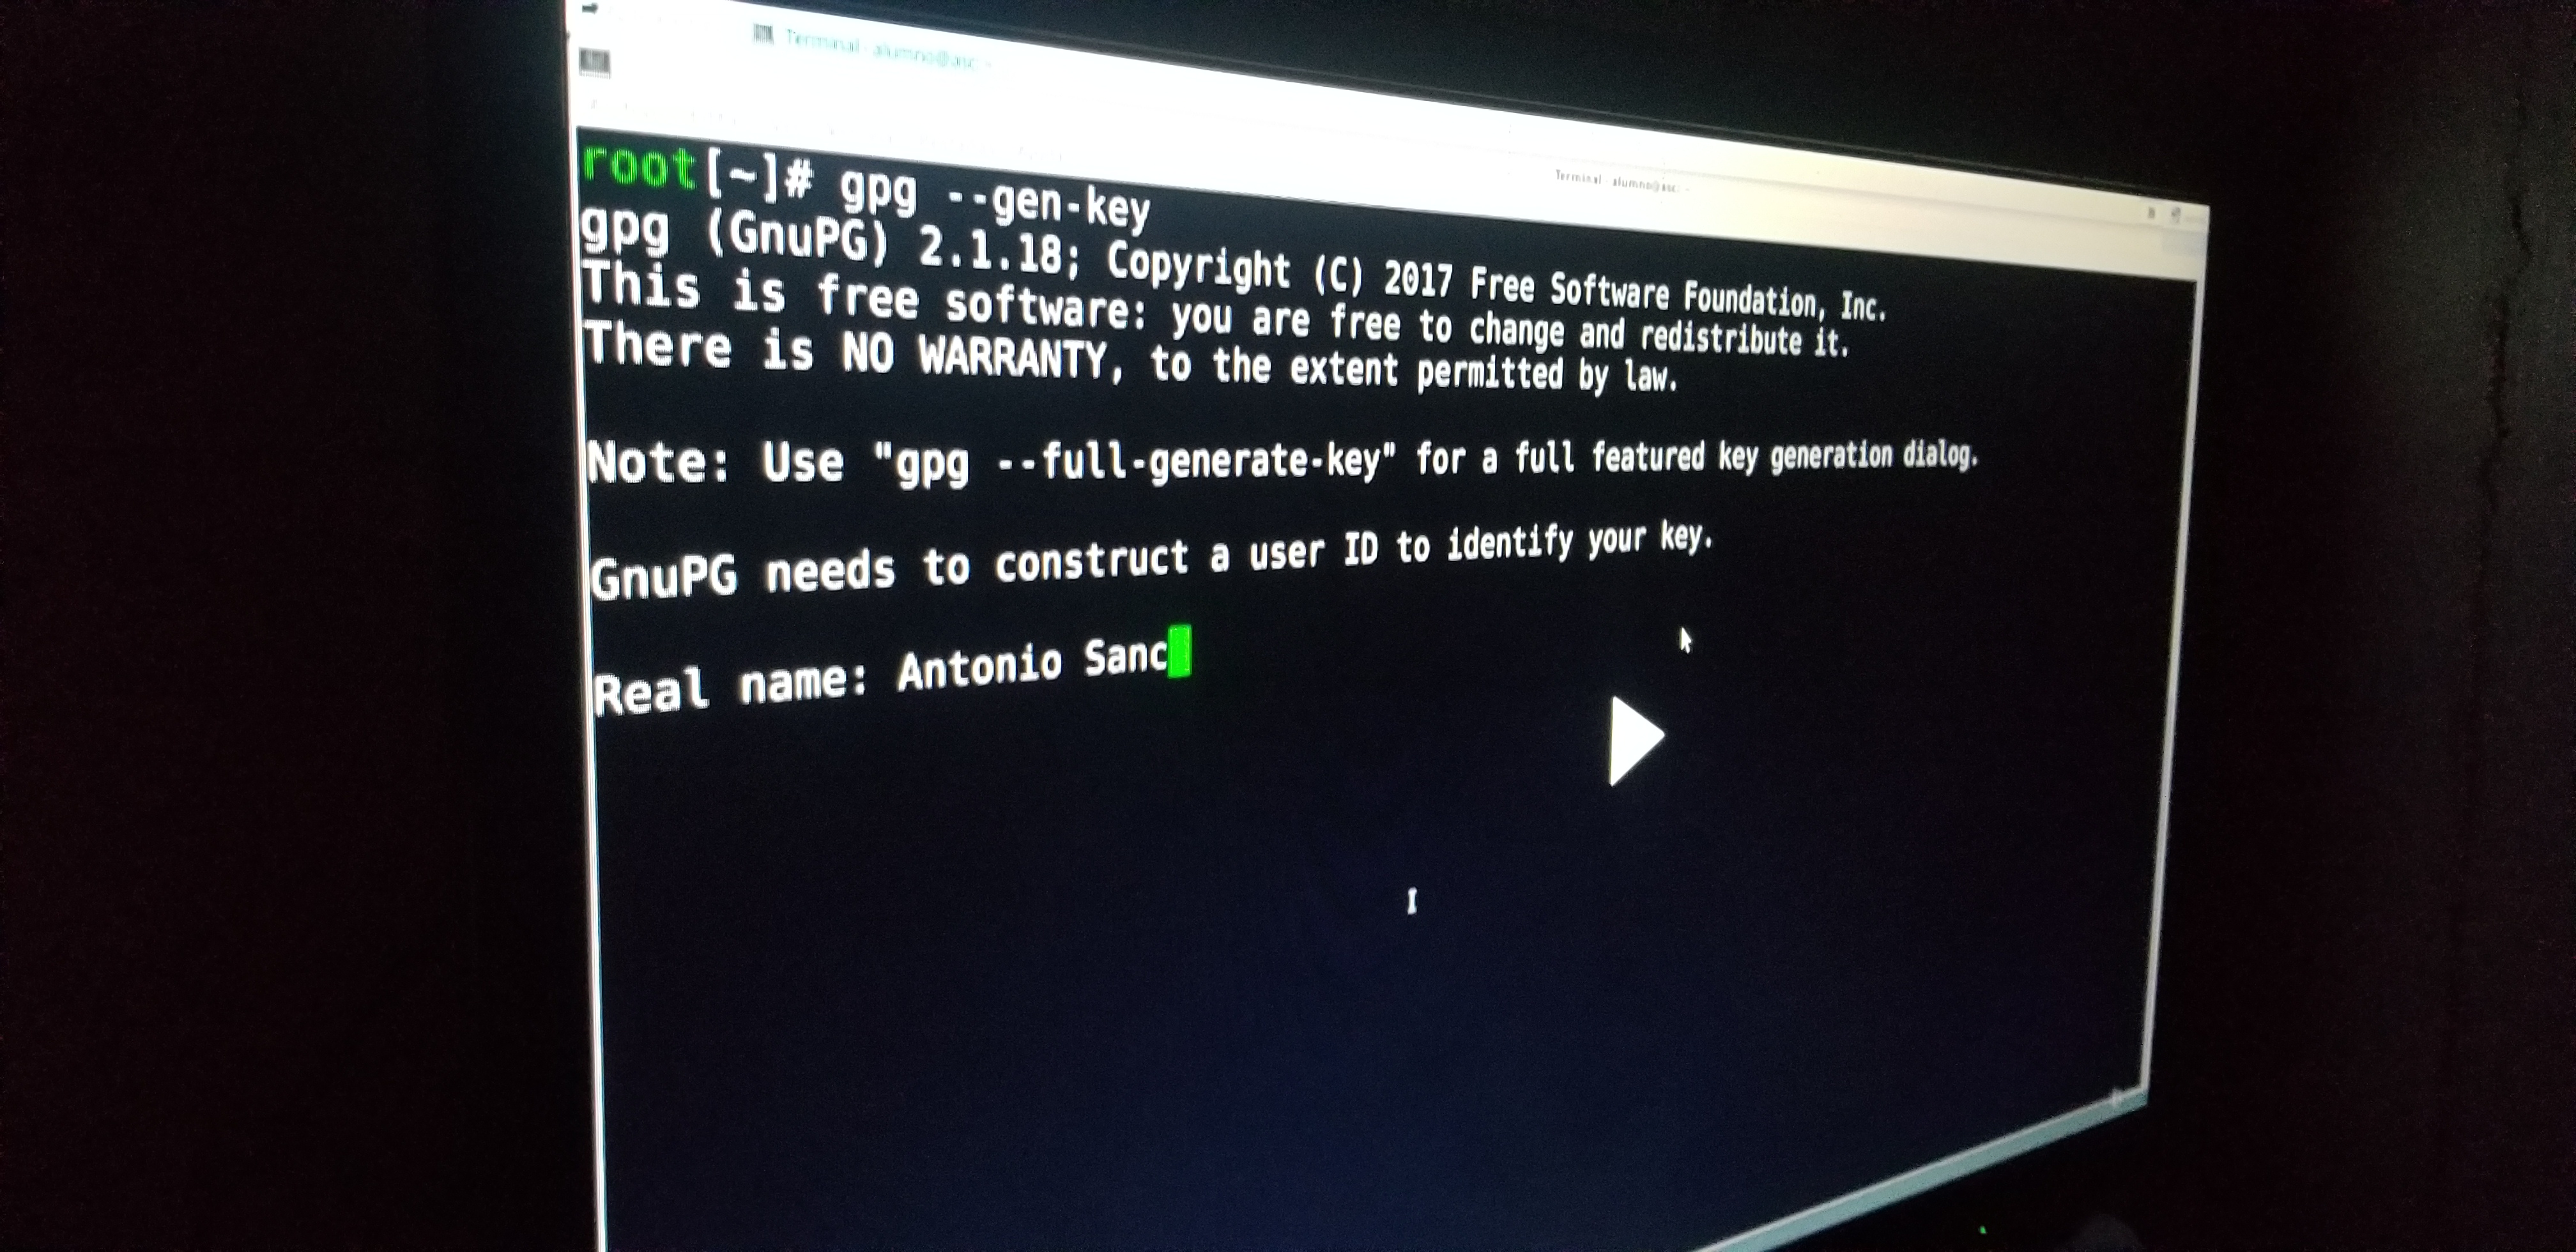 Terminal - alumno@asc: ~
Terminal - alumno@asc: ~
root[~]# gpg --gen-key
gpg (GnuPG) 2.1.18; Copyright (C) 2017 Free Software Foundation, Inc.
This is free software: you are free to change and redistribute it.
There is NO WARRANTY, to the extent permitted by law.
Note: Use "gpg --full-generate-key" for a full featured key generation dialog.
GnuPG needs to construct a user ID to identify your key.
Real name: Antonio Sanc